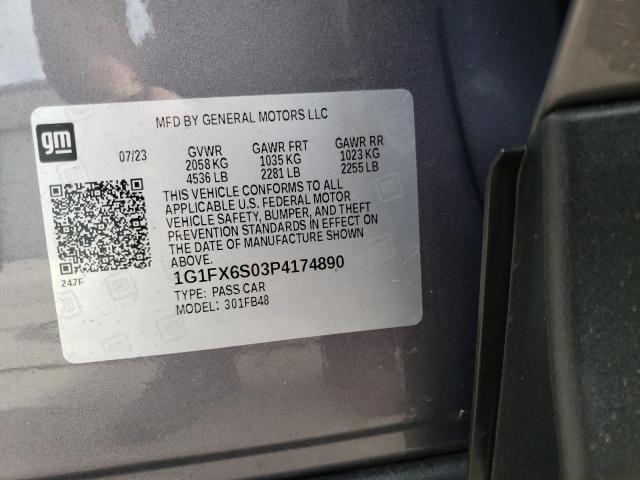 gm
MFD BY GENERAL MOTORS LLC
07/23 GVWR GAWR FRT GAWR RR
2058 KG 1035 KG 1023 KG
4536 LB 2281 LB 2255 LB
THIS VEHICLE CONFORMS TO ALL
APPLICABLE U.S. FEDERAL MOTOR
VEHICLE SAFETY, BUMPER, AND THEFT
PREVENTION STANDARDS IN EFFECT ON
THE DATE OF MANUFACTURE SHOWN
ABOVE.
247F
1G1FX6S03P4174890
TYPE: PASS CAR
MODEL: 301FB48